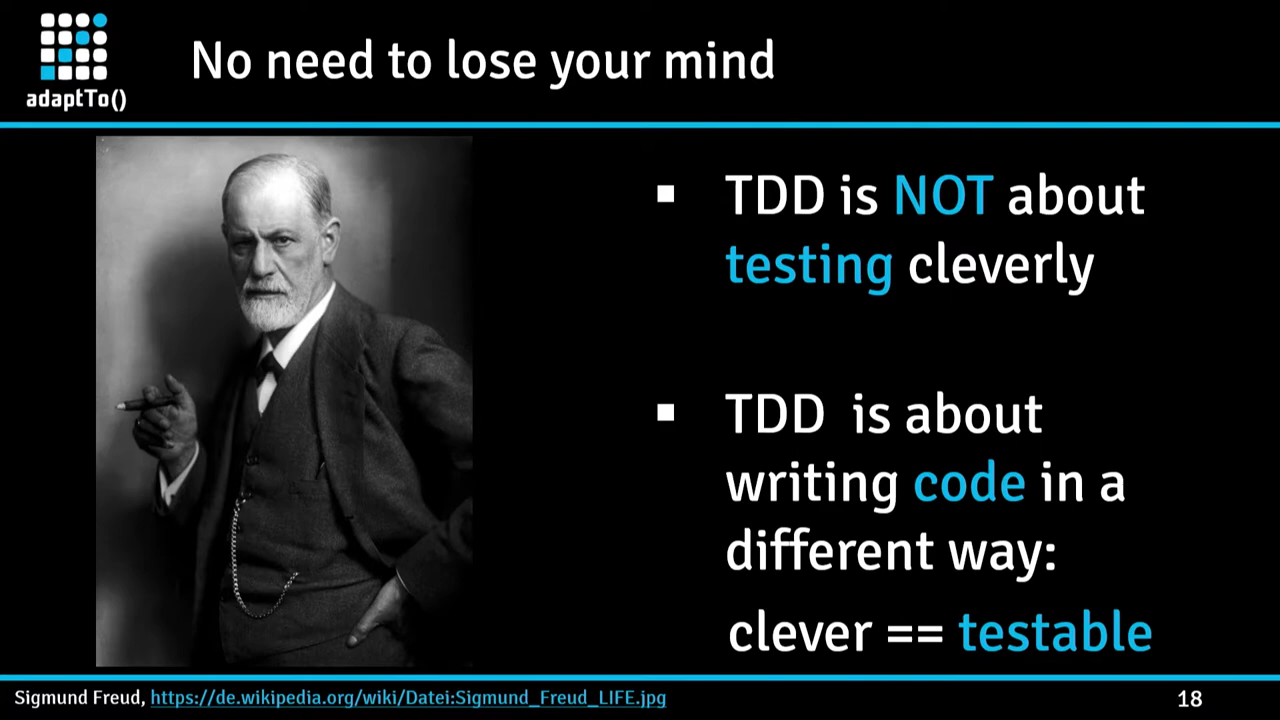 adaptTo()
No need to lose your mind
▪ TDD is NOT about
testing cleverly
▪ TDD  is about
writing code in a
different way:
clever == testable
Sigmund Freud, https://de.wikipedia.org/wiki/Datei:Sigmund_Freud_LIFE.jpg
18